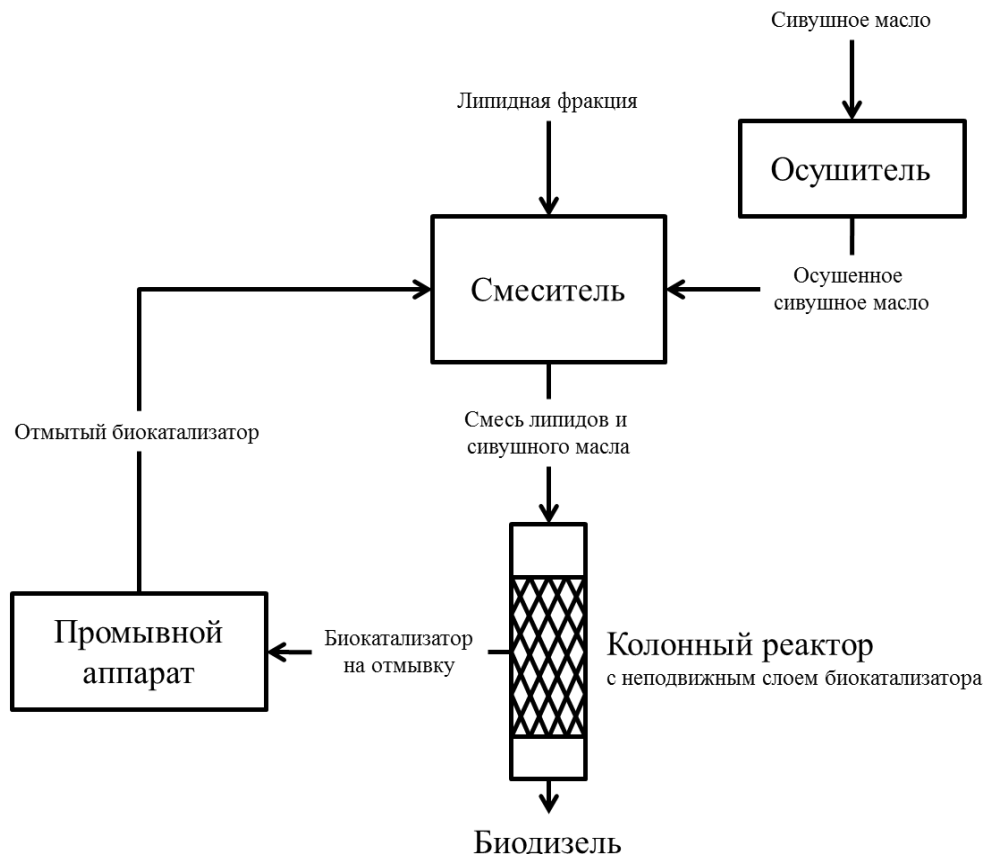 Сивушное масло
Липидная фракция
Осушитель
Смеситель
Осушенное
сивушное масло
Смесь липидов и
сивушного масла
Отмытый биокатализатор
Промывной
аппарат
Биокатализатор
на отмывку
Колонный реактор
с неподвижным слоем биокатализатора
Биодизель